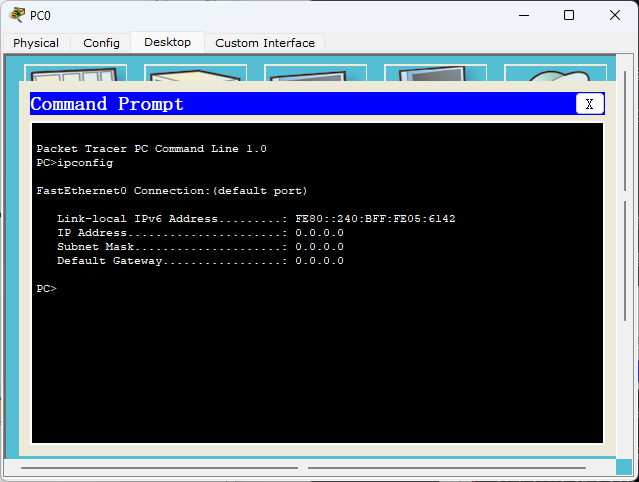 PC0
Physical Config Desktop Custom Interface
Command Prompt X
Packet Tracer PC Command Line 1.0
PC>ipconfig
FastEthernet0 Connection:(default port)
Link-local IPv6 Address.........: FE80::240:BFF:FE05:6142
IP Address......................: 0.0.0.0
Subnet Mask.....................: 0.0.0.0
Default Gateway.................: 0.0.0.0
PC>